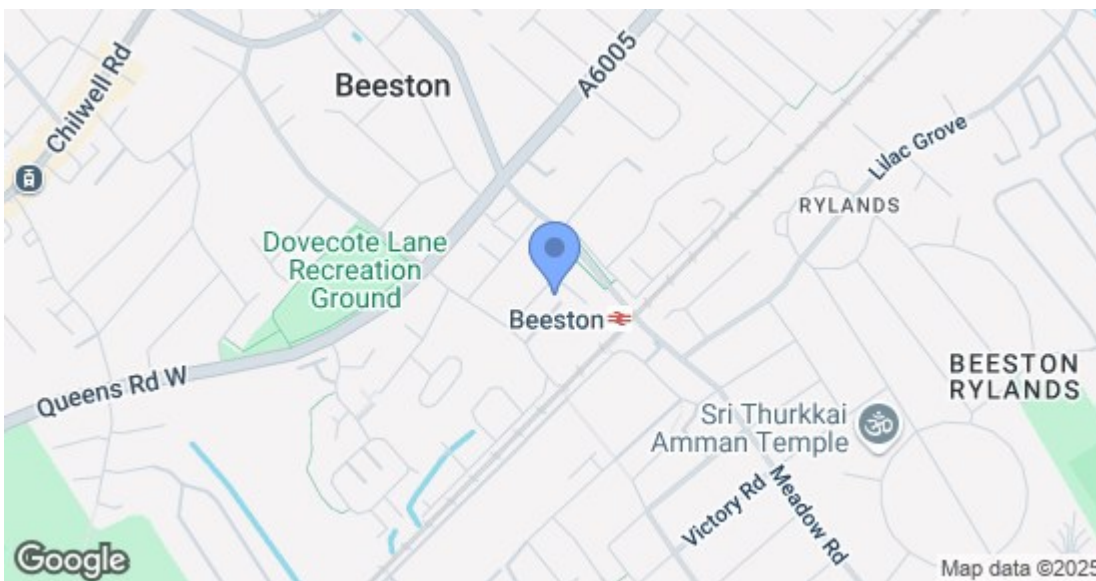 Chilwell Rd
Beeston
A6005
Lilac Grove
RYLANDS
Dovecote Lane
Recreation
Ground
Beeston
BEESTON
RYLANDS
Queens Rd W
Sri Thurkkai
Amman Temple
ॐ
Victory Rd
Meadow Rd
Google
Map data ©2025